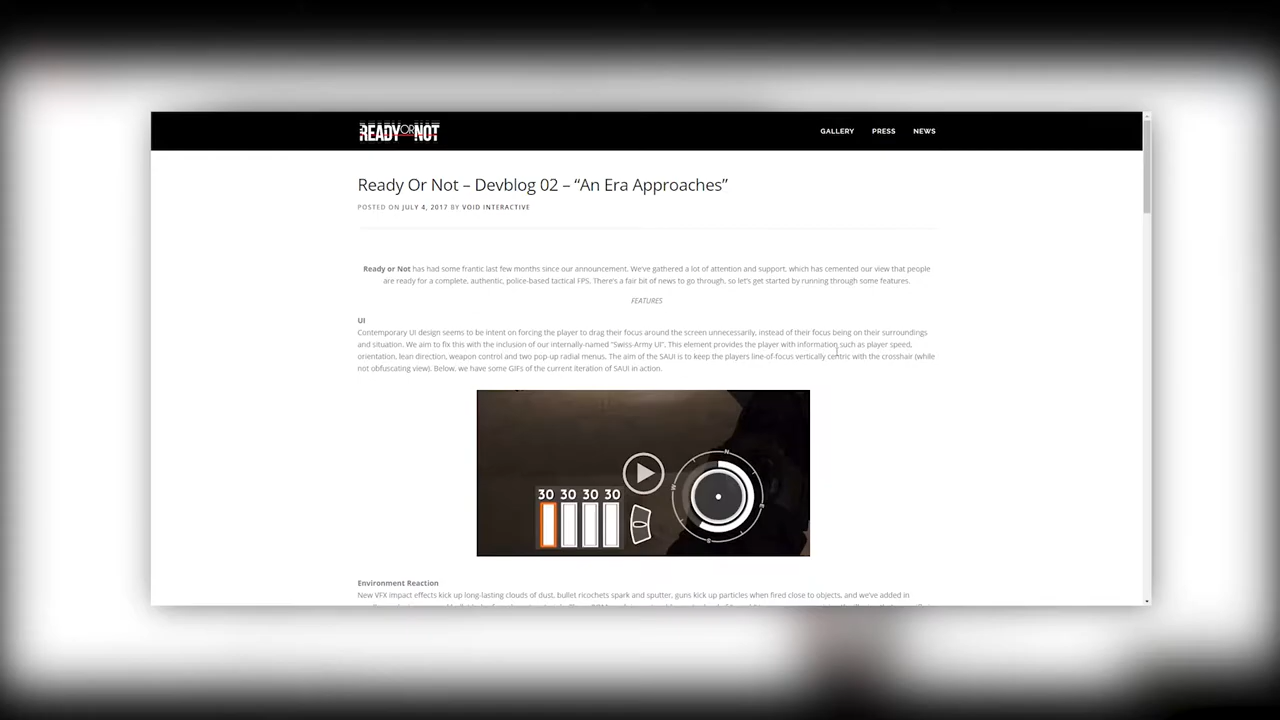 READY OR NOT
GALLERY PRESS NEWS
Ready Or Not – Devblog 02 – “An Era Approaches”
POSTED ON JULY 4, 2017 BY VOID INTERACTIVE
Ready or Not has had some frantic last few months since our announcement. We’ve gathered a lot of attention and support, which has cemented our view that people
are ready for a complete, authentic, police-based tactical FPS. There’s a fair bit of news to go through, so let’s get started by running through some features.
FEATURES
UI
Contemporary UI design seems to be intent on forcing the player to drag their focus around the screen unnecessarily, instead of their focus being on their surroundings
and situation. We aim to fix this with the inclusion of our internally-named “Swiss-Army UI”. This element provides the player with information such as player speed,
orientation, lean direction, weapon control and two pop-up radial menus. The aim of the SAUI is to keep the players line-of-focus vertically centric with the crosshair (while
not obfuscating view). Below, we have some GIFs of the current iteration of SAUI in action.
30 30 30 30
N
W
E
S
Environment Reaction
New VFX impact effects kick up long-lasting clouds of dust, bullet ricochets spark and sputter, guns kick up particles when fired close to objects, and we’ve added in